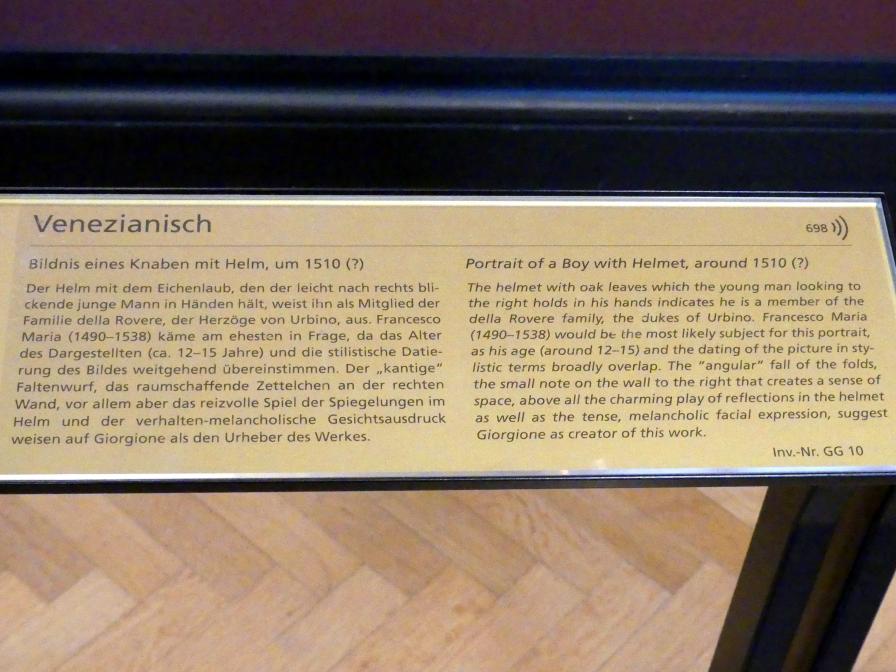 Venezianisch
698
Bildnis eines Knaben mit Helm, um 1510 (?)
Der Helm mit dem Eichenlaub, den der leicht nach rechts bli-
ckende junge Mann in Händen hält, weist ihn als Mitglied der
Familie della Rovere, der Herzöge von Urbino, aus. Francesco
Maria (1490–1538) käme am ehesten in Frage, da das Alter
des Dargestellten (ca. 12–15 Jahre) und die stilistische Datie-
rung des Bildes weitgehend übereinstimmen. Der „kantige“
Faltenwurf, das raumschaffende Zettelchen an der rechten
Wand, vor allem aber das reizvolle Spiel der Spiegelungen im
Helm und der verhalten-melancholische Gesichtsausdruck
weisen auf Giorgione als den Urheber des Werkes.
Portrait of a Boy with Helmet, around 1510 (?)
The helmet with oak leaves which the young man looking to
the right holds in his hands indicates he is a member of the
della Rovere family, the dukes of Urbino. Francesco Maria
(1490–1538) would be the most likely subject for this portrait,
as his age (around 12–15) and the dating of the picture in sty-
listic terms broadly overlap. The "angular" fall of the folds,
the small note on the wall to the right that creates a sense of
space, above all the charming play of reflections in the helmet
as well as the tense, melancholic facial expression, suggest
Giorgione as creator of this work.
Inv.-Nr. GG 10